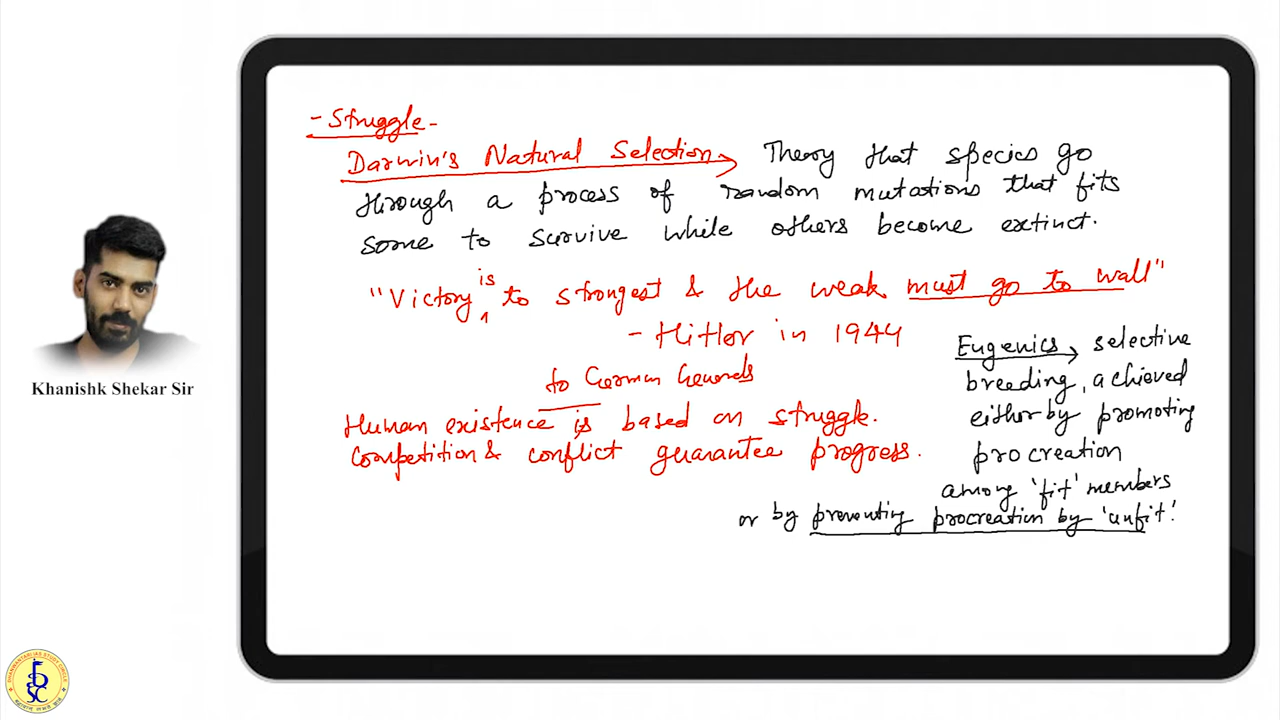 - Struggle -
Darwin's Natural Selection → Theory that species go
through a process of random mutations that fits
some to survive while others become extinct.
"Victory is to strongest & the weak must go to wall"
- Hitler in 1944
to German Generals
Human existence is based on struggle.
Competition & conflict guarantee progress.
Eugenics → selective
breeding, achieved
either by promoting
procreation
among 'fit' members
or by preventing procreation by 'unfit'.
Khanishk Shekar Sir
DSC